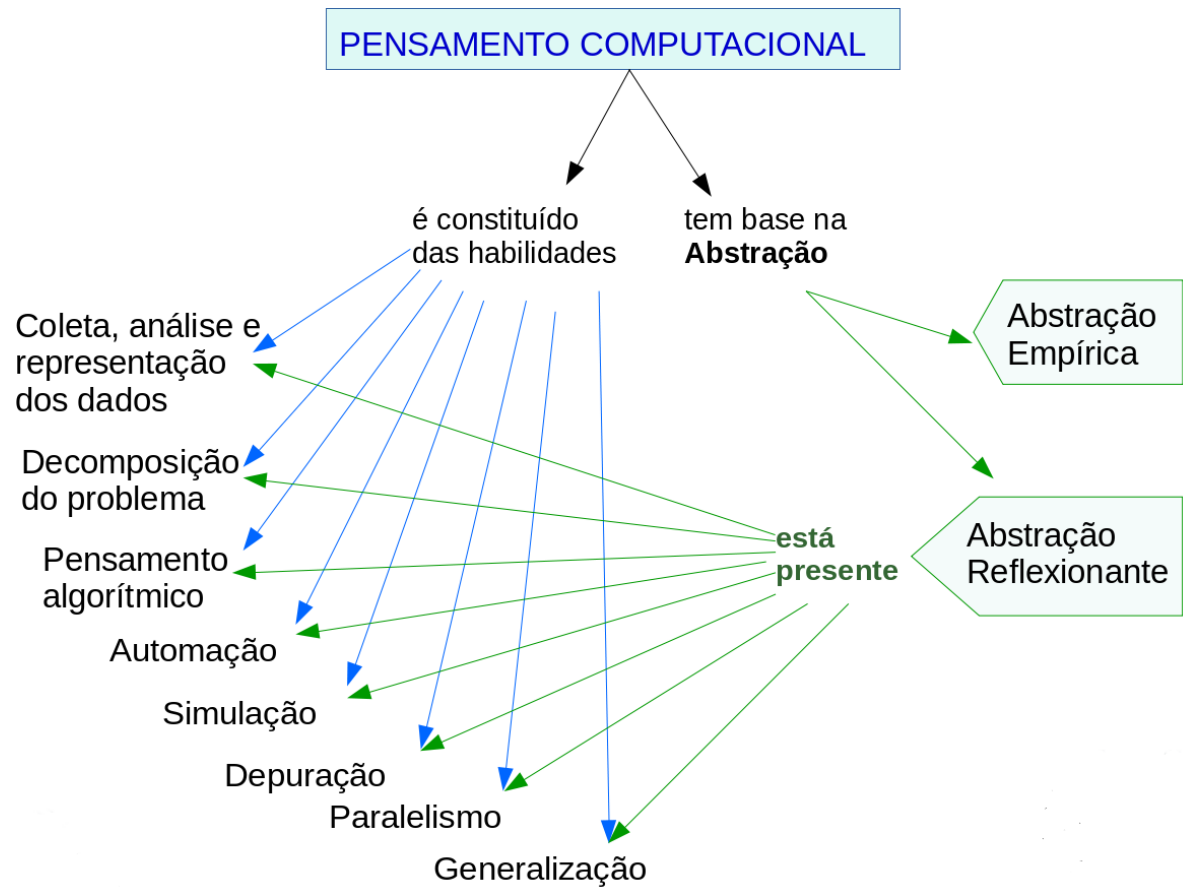 PENSAMENTO COMPUTACIONAL
é constituído
das habilidades
tem base na
Abstração
Coleta, análise e
representação
dos dados
Decomposição
do problema
Pensamento
algorítmico
Automação
Simulação
Depuração
Paralelismo
Generalização
Abstração
Empírica
está
presente
Abstração
Reflexionante